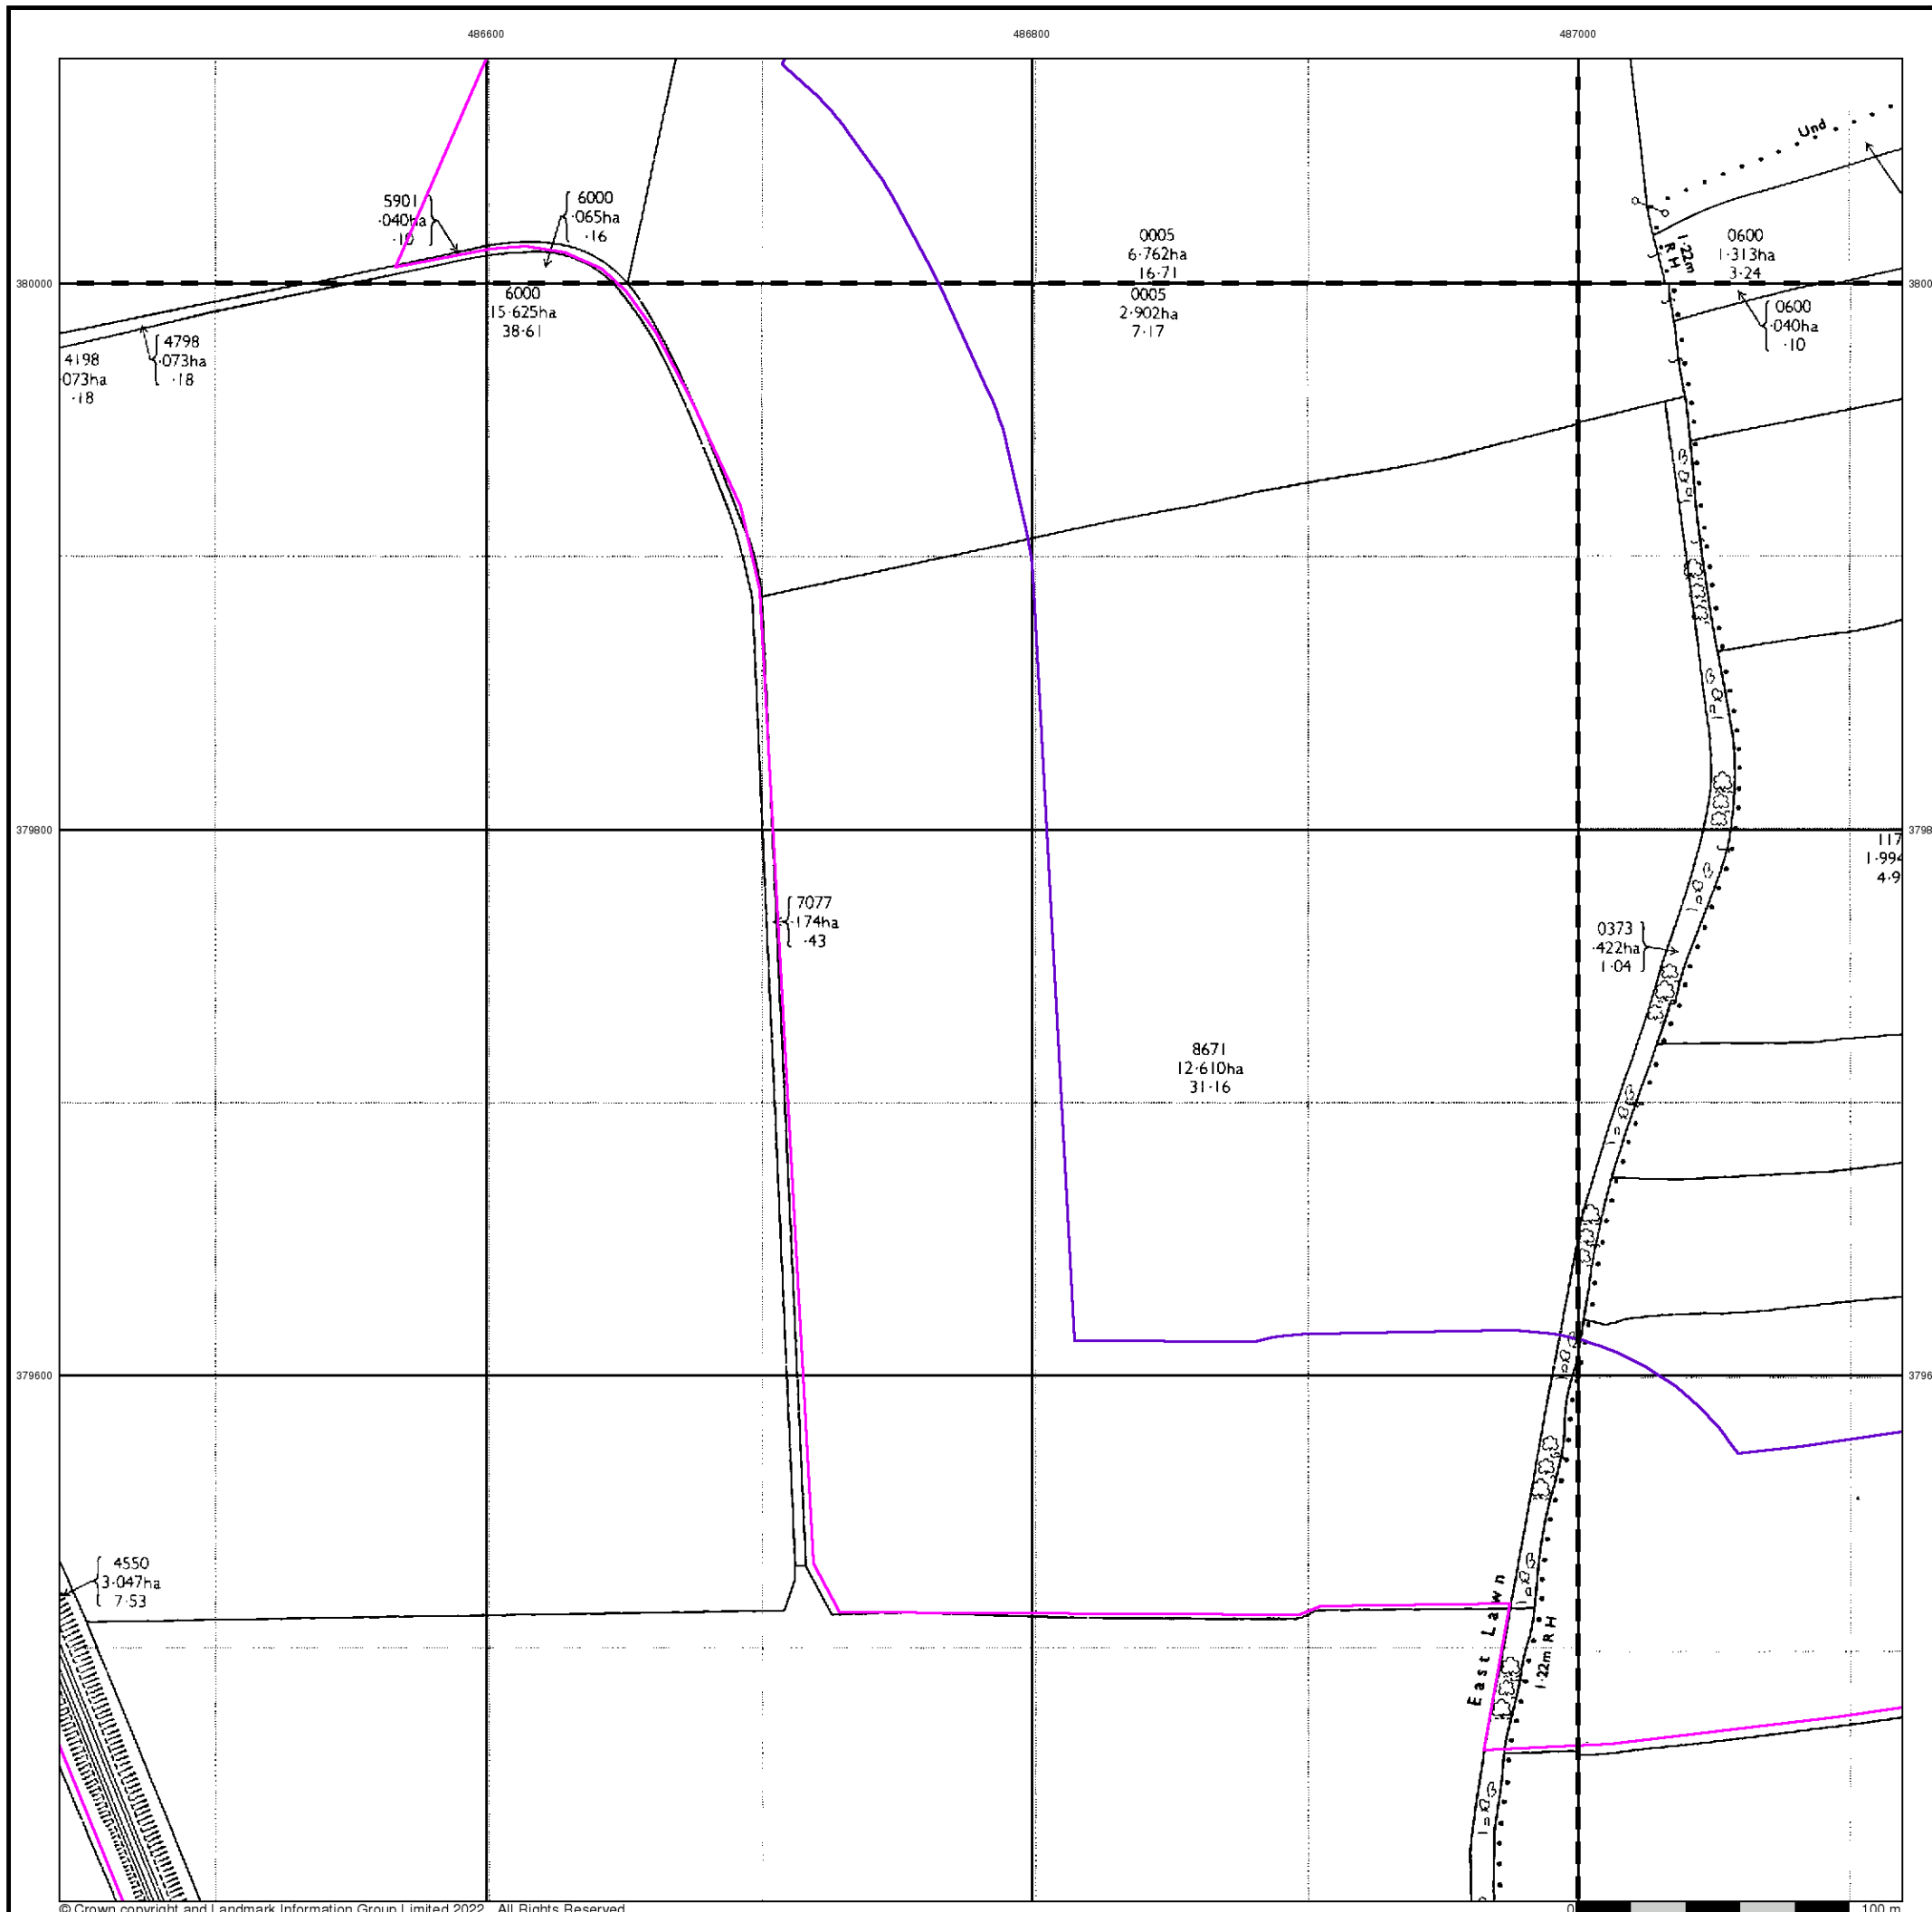 486600
486800
487000
Und
5901
·040ha
·10
6000
·065ha
·16
0005
6·762ha
16·71
1·22m
R H
0600
1·313ha
3·24
380000
6000
15·625ha
38·61
0005
2·902ha
7·17
0600
·040ha
·10
4798
·073ha
·18
4198
·073ha
·18
379800
1·994
0373
·422ha
1·04
7077
·174ha
·43
8671
12·610ha
31·16
379600
4550
3·047ha
7·53
East Lawn
1·22m R H
© Crown copyright and Landmark Information Group Limited 2022. All Rights Reserved.
0
100 m